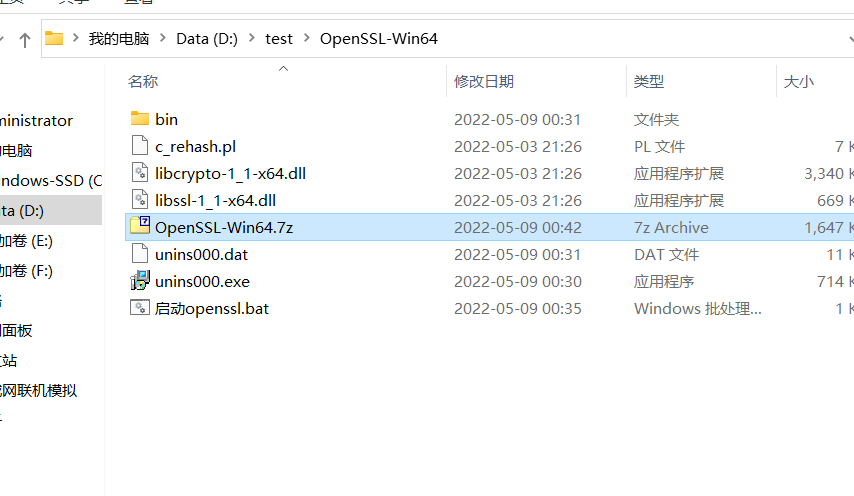 共享
查看
我的电脑 Data (D:) test OpenSSL-Win64
名称 修改日期 类型 大小
bin 2022-05-09 00:31 文件夹
c_rehash.pl 2022-05-03 21:26 PL 文件 7 K
libcrypto-1_1-x64.dll 2022-05-03 21:26 应用程序扩展 3,340 K
libssl-1_1-x64.dll 2022-05-03 21:26 应用程序扩展 669 K
OpenSSL-Win64.7z 2022-05-09 00:42 7z Archive 1,647 K
unins000.dat 2022-05-09 00:31 DAT 文件 11 K
unins000.exe 2022-05-09 00:30 应用程序 714 K
启动openssl.bat 2022-05-09 00:35 Windows 批处理... 1 K
ministrator
电脑
ndows-SSD (C
ta (D:)
加卷 (E:)
加卷 (F:)
面板
站
网联机模拟